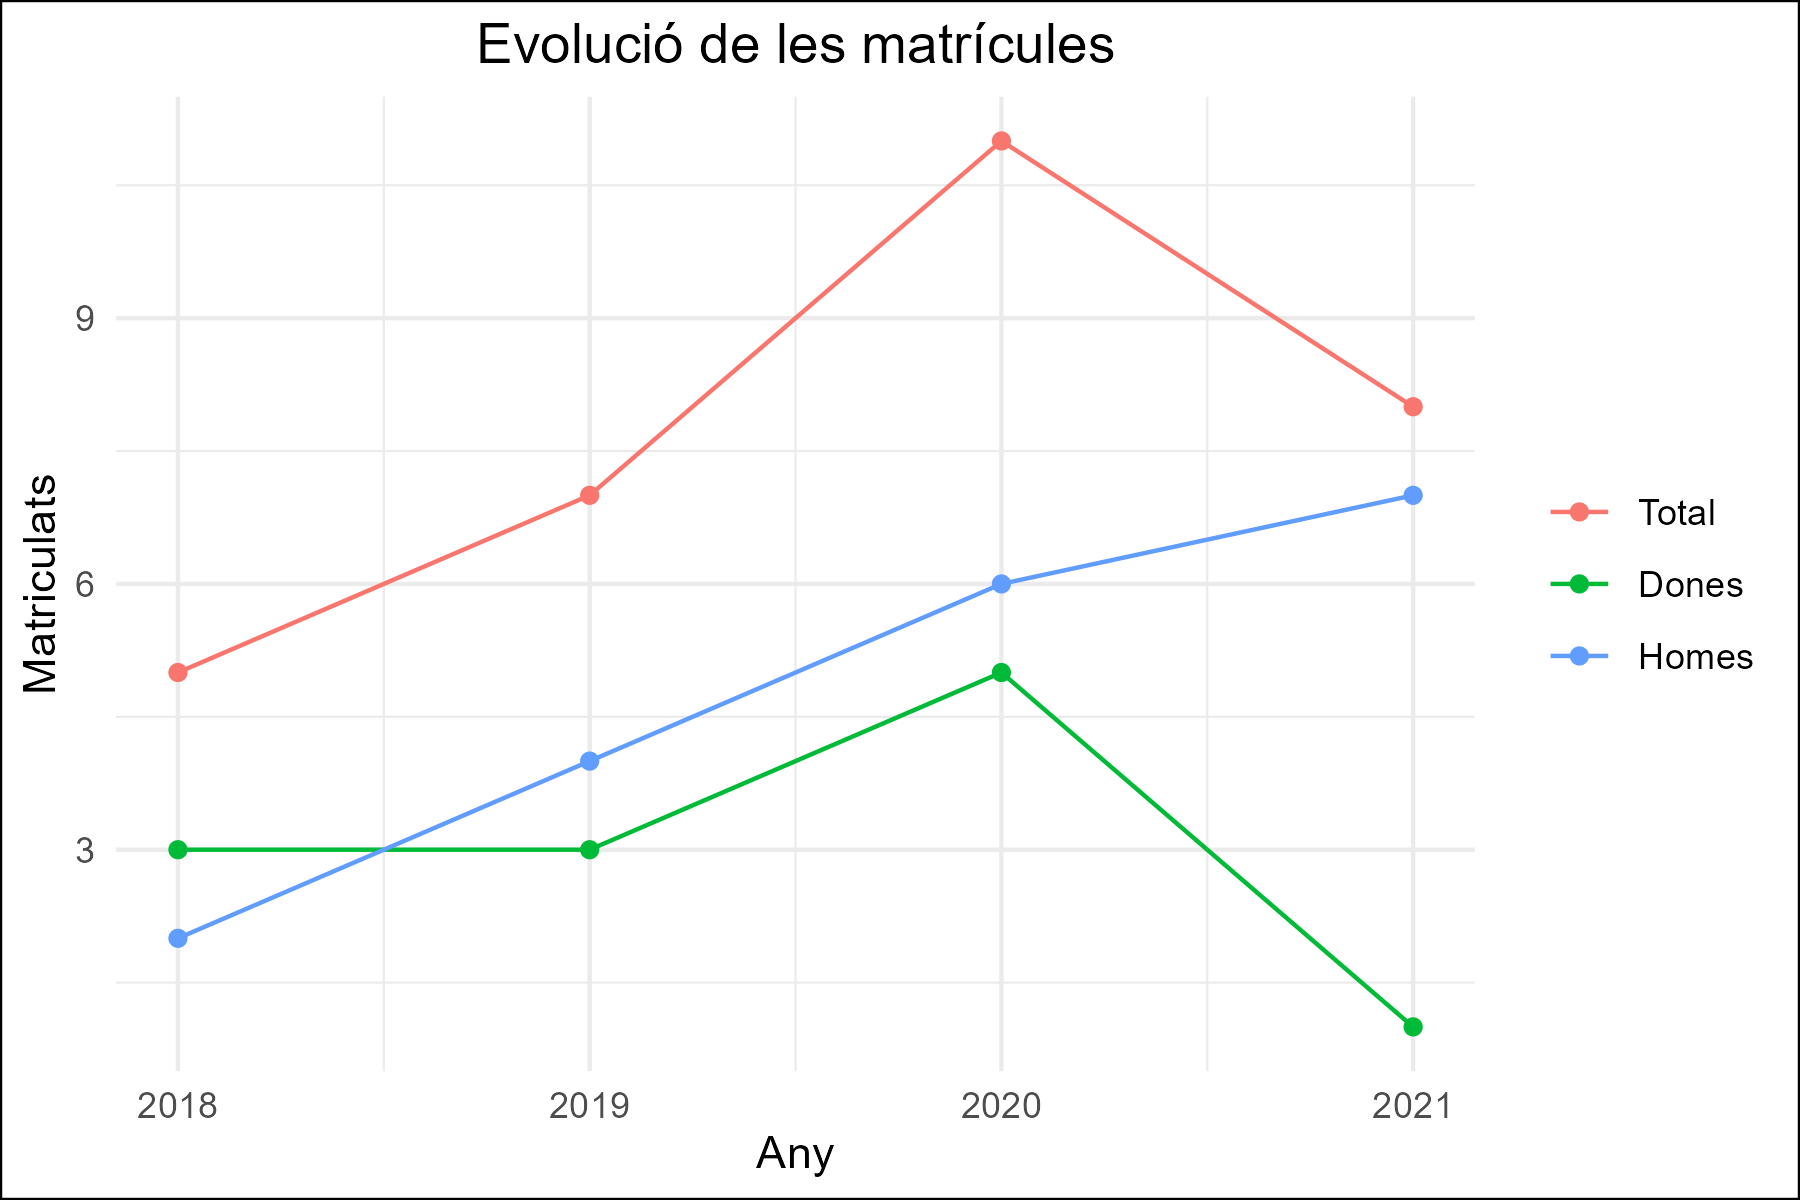 Evolució de les matrícules
Matriculats
9
6
3
2018 2019 2020 2021
Any
Total
Dones
Homes